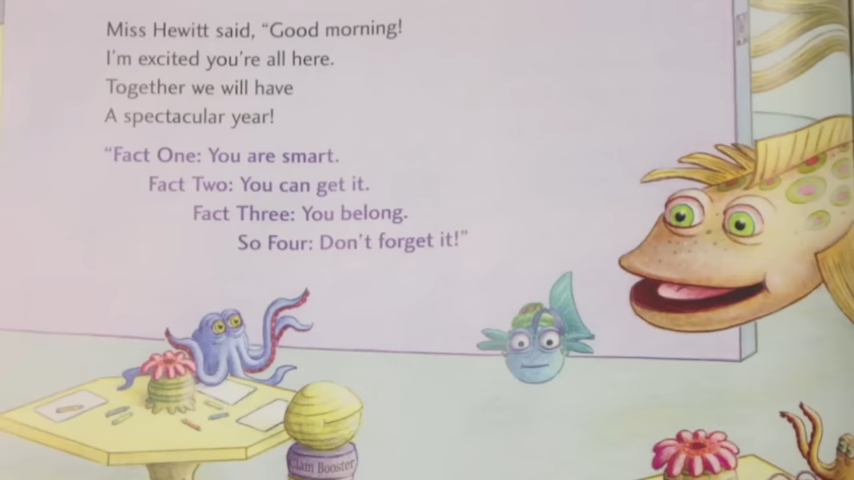 Miss Hewitt said, “Good morning!
I’m excited you’re all here.
Together we will have
A spectacular year!
“Fact One: You are smart.
Fact Two: You can get it.
Fact Three: You belong.
So Four: Don’t forget it!”
Clam Booster